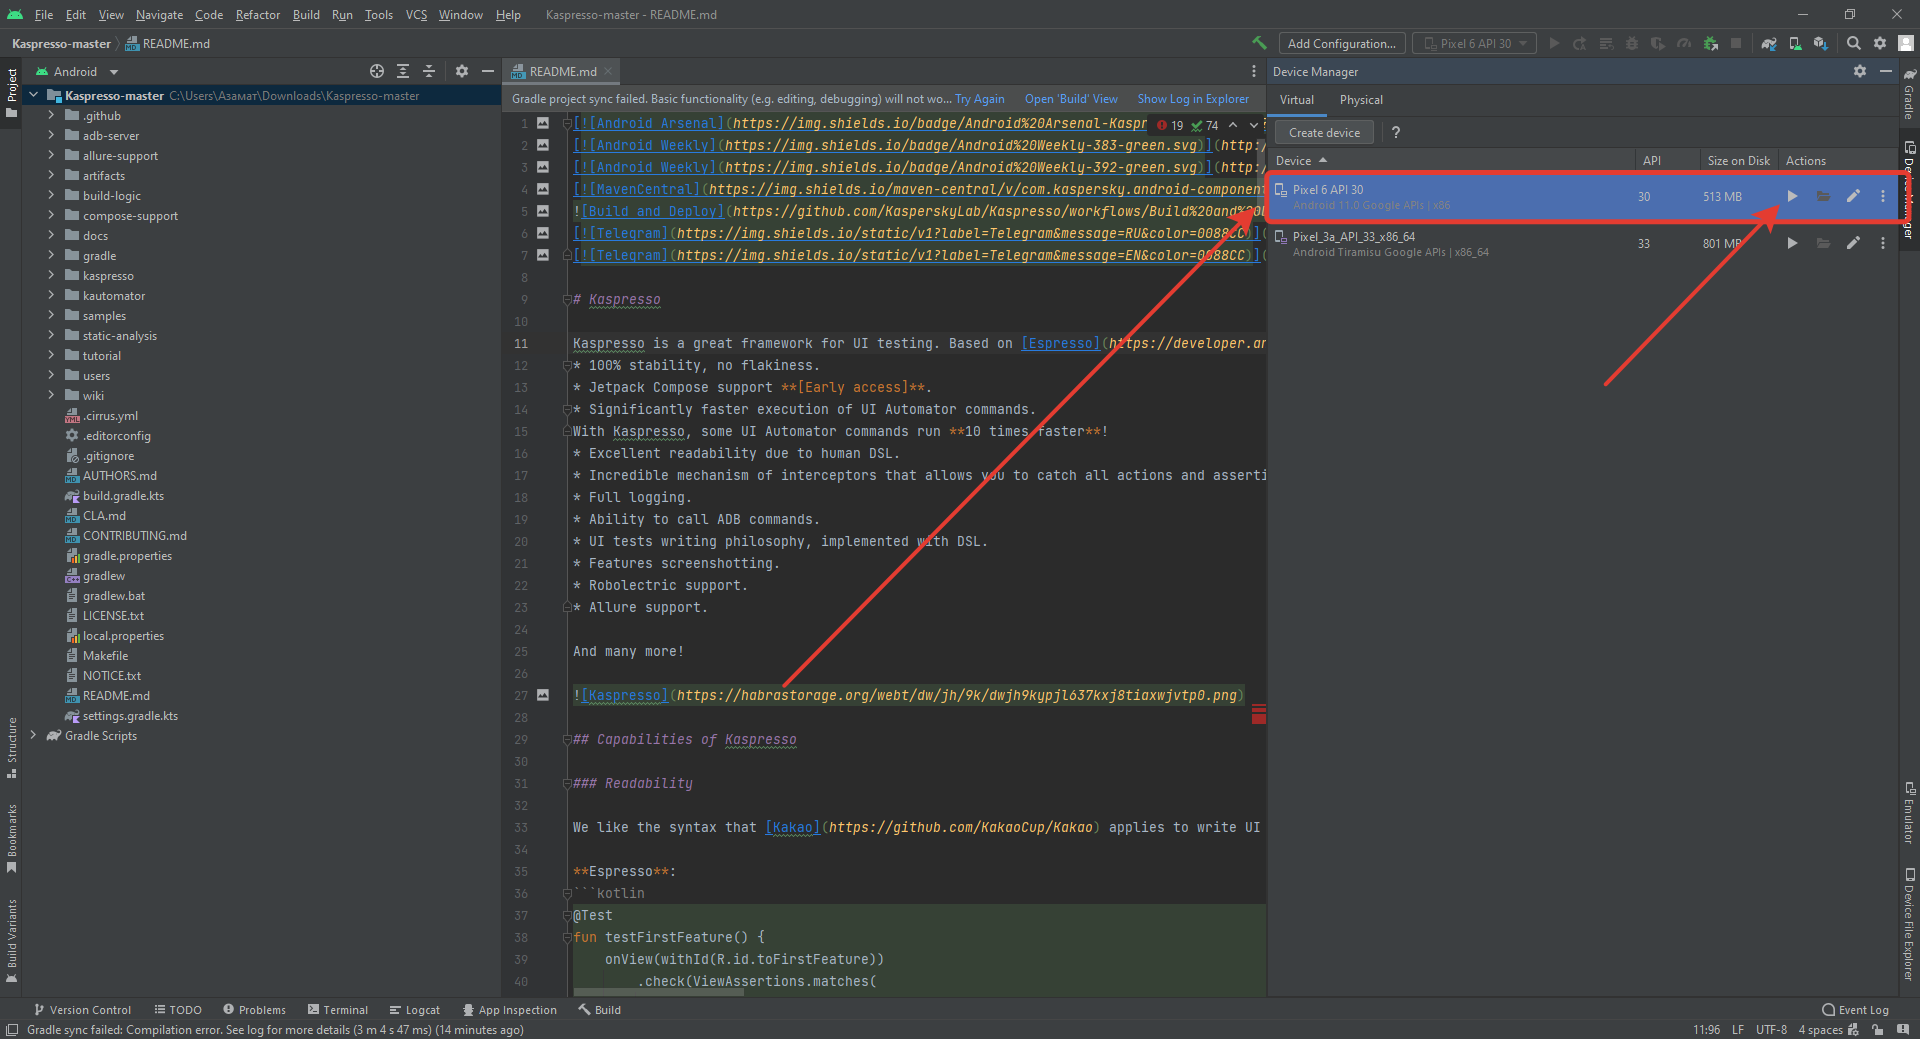 File Edit View Navigate Code Refactor Build Run Tools VCS Window Help Kaspresso-master - README.md
Kaspresso-master README.md Add Configuration... Pixel 6 API 30
Project
Android
README.md
Device Manager
Kaspresso-master C:\Users\Азамат\Downloads\Kaspresso-master
.github
adb-server
allure-support
artifacts
build-logic
compose-support
docs
gradle
kaspresso
kautomator
samples
static-analysis
tutorial
users
wiki
.cirrus.yml
.editorconfig
.gitignore
AUTHORS.md
build.gradle.kts
CLA.md
CONTRIBUTING.md
gradle.properties
gradlew
gradlew.bat
LICENSE.txt
local.properties
Makefile
NOTICE.txt
README.md
settings.gradle.kts
Gradle Scripts
Structure
Bookmarks
Build Variants
Gradle project sync failed. Basic functionality (e.g. editing, debugging) will not wo... Try Again Open 'Build' View Show Log in Explorer
19 74
1 [![Android Arsenal](https://img.shields.io/badge/Android%20Arsenal-Kaspr
2 [![Android Weekly](https://img.shields.io/badge/Android%20Weekly-383-green.svg)](http:/
3 [![Android Weekly](https://img.shields.io/badge/Android%20Weekly-392-green.svg)](http:/
4 [![MavenCentral](https://img.shields.io/maven-central/v/com.kaspersky.android-component
5 ![Build and Deploy](https://github.com/KasperskyLab/Kaspresso/workflows/Build%20and%20
6 [![Telegram](https://img.shields.io/static/v1?label=Telegram&message=RU&color=0088CC)](
7 [![Telegram](https://img.shields.io/static/v1?label=Telegram&message=EN&color=0088CC)](
8
9 # Kaspresso
10
11 Kaspresso is a great framework for UI testing. Based on [Espresso](https://developer.an
12 * 100% stability, no flakiness.
13 * Jetpack Compose support **[Early access]**.
14 * Significantly faster execution of UI Automator commands.
15 With Kaspresso, some UI Automator commands run **10 times faster**!
16 * Excellent readability due to human DSL.
17 * Incredible mechanism of interceptors that allows you to catch all actions and asserti
18 * Full logging.
19 * Ability to call ADB commands.
20 * UI tests writing philosophy, implemented with DSL.
21 * Features screenshotting.
22 * Robolectric support.
23 * Allure support.
24
25 And many more!
26
27 ![Kaspresso](https://habrastorage.org/webt/dw/jh/9k/dwjh9kypjl637kxj8tiaxwjvtp0.png)
28
29 ## Capabilities of Kaspresso
30
31 ### Readability
32
33 We like the syntax that [Kakao](https://github.com/KakaoCup/Kakao) applies to write UI
34
35 **Espresso**:
36 ```kotlin
37 @Test
38 fun testFirstFeature() {
39 onView(withId(R.id.toFirstFeature))
40 .check(ViewAssertions.matches(
Virtual Physical
Create device ?
Device API Size on Disk Actions
Pixel 6 API 30 30 513 MB
Android 11.0 Google APIs | x86
Pixel_3a_API_33_x86_64 33 801 MB
Android Tiramisu Google APIs | x86_64
Gradle
Device Manager
Emulator
Device File Explorer
Version Control TODO Problems Terminal Logcat App Inspection Build Event Log
Gradle sync failed: Compilation error. See log for more details (3 m 4 s 47 ms) (14 minutes ago) 11:96 LF UTF-8 4 spaces